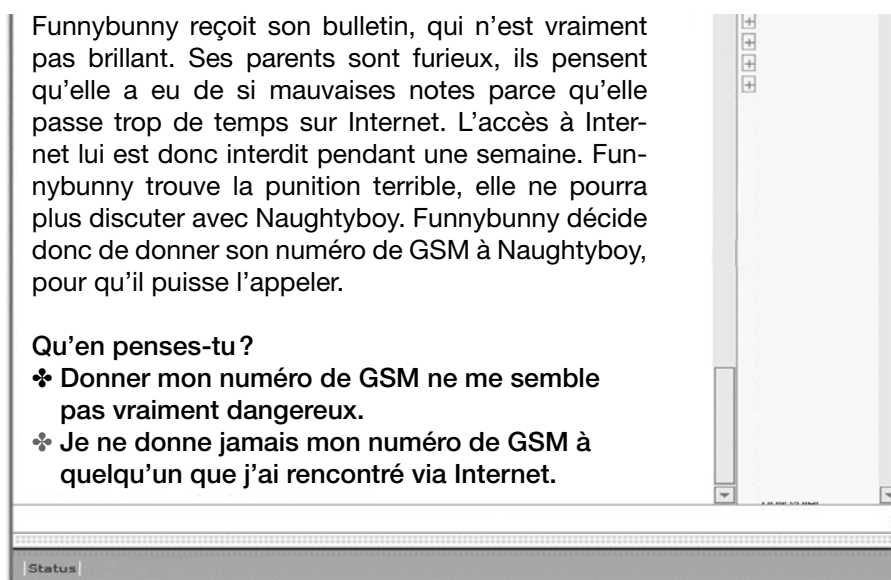 Funnybunny reçoit son bulletin, qui n'est vraiment
pas brillant. Ses parents sont furieux, ils pensent
qu'elle a eu de si mauvaises notes parce qu'elle
passe trop de temps sur Internet. L'accès à Inter-
net lui est donc interdit pendant une semaine. Fun-
nybunny trouve la punition terrible, elle ne pourra
plus discuter avec Naughtyboy. Funnybunny décide
donc de donner son numéro de GSM à Naughtyboy,
pour qu'il puisse l'appeler.
Qu'en penses-tu ?
✤ Donner mon numéro de GSM ne me semble
pas vraiment dangereux.
✤ Je ne donne jamais mon numéro de GSM à
quelqu'un que j'ai rencontré via Internet.
Status